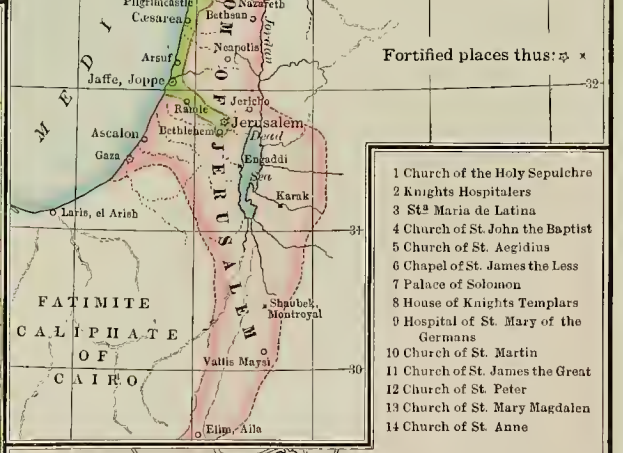 Pilgrimcastle
Nazareth
Cæsarea
Bethsan
Jordan
Arsuf
Neapolis
Jaffe, Joppe
Ramle
Jericho
Jerusalem
Bethlehem
Dead
Sea
Ascalon
Gaza
Engaddi
Karak
Laris, el Arish
Shaubek,
Montroyal
Vallis Maysi
Elim, Aila
M E D I
O M O F J E R U S A L E M
FATIMITE
CALIPHATE
OF
CAIRO
Fortified places thus:
32
31
30
1 Church of the Holy Sepulchre
2 Knights Hospitalers
3 Stª Maria de Latina
4 Church of St. John the Baptist
5 Church of St. Aegidius
6 Chapel of St. James the Less
7 Palace of Solomon
8 House of Knights Templars
9 Hospital of St. Mary of the
Germans
10 Church of St. Martin
11 Church of St. James the Great
12 Church of St. Peter
13 Church of St. Mary Magdalen
14 Church of St. Anne